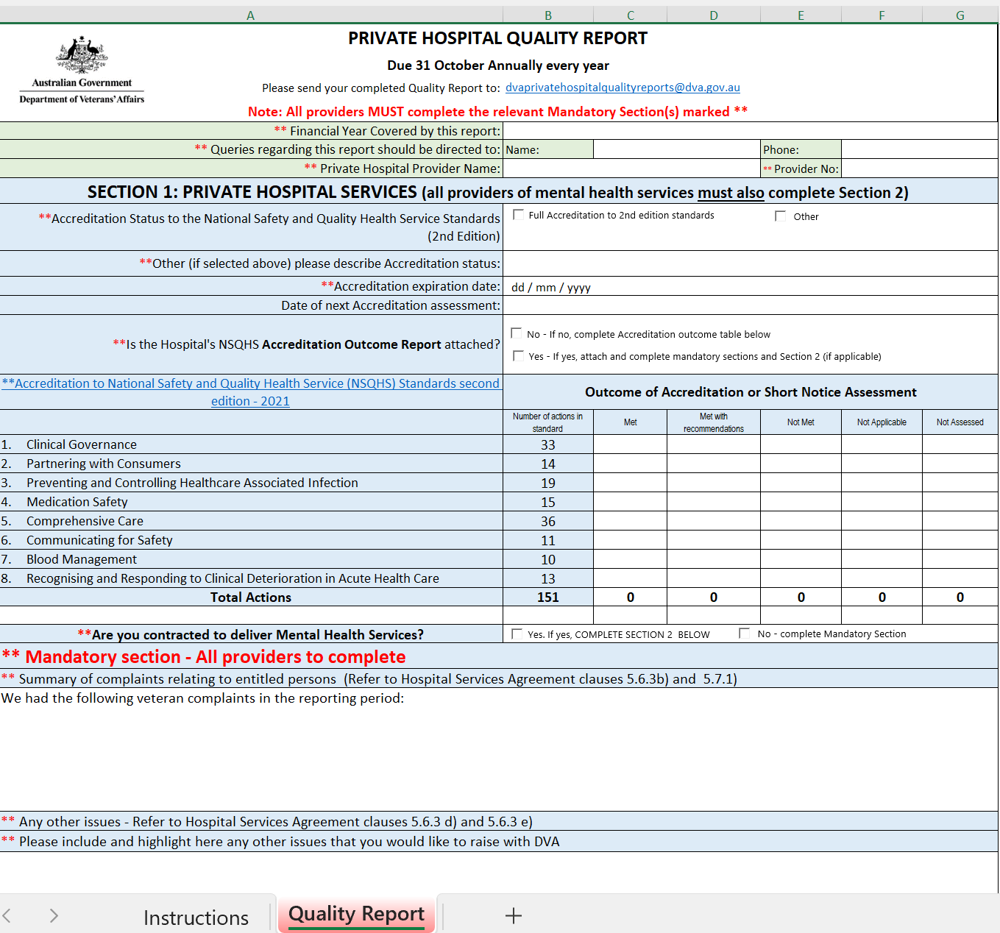 A B C D E F G
PRIVATE HOSPITAL QUALITY REPORT
Due 31 October Annually every year
Australian Government
Department of Veterans' Affairs
Please send your completed Quality Report to: dvaprivatehospitalqualityreports@dva.gov.au
Note: All providers MUST complete the relevant Mandatory Section(s) marked **
** Financial Year Covered by this report:
** Queries regarding this report should be directed to: Name: Phone:
** Private Hospital Provider Name: ** Provider No:
SECTION 1: PRIVATE HOSPITAL SERVICES (all providers of mental health services must also complete Section 2)
**Accreditation Status to the National Safety and Quality Health Service Standards
(2nd Edition)
Full Accreditation to 2nd edition standards Other
**Other (if selected above) please describe Accreditation status:
**Accreditation expiration date: dd / mm / yyyy
Date of next Accreditation assessment:
**Is the Hospital's NSQHS Accreditation Outcome Report attached?
No - If no, complete Accreditation outcome table below
Yes - If yes, attach and complete mandatory sections and Section 2 (if applicable)
**Accreditation to National Safety and Quality Health Service (NSQHS) Standards second
edition - 2021
Outcome of Accreditation or Short Notice Assessment
Number of actions in
standard
Met
Met with
recommendations
Not Met
Not Applicable
Not Assessed
1. Clinical Governance 33
2. Partnering with Consumers 14
3. Preventing and Controlling Healthcare Associated Infection 19
4. Medication Safety 15
5. Comprehensive Care 36
6. Communicating for Safety 11
7. Blood Management 10
8. Recognising and Responding to Clinical Deterioration in Acute Health Care 13
Total Actions 151 0 0 0 0 0
**Are you contracted to deliver Mental Health Services? Yes. If yes, COMPLETE SECTION 2 BELOW No - complete Mandatory Section
** Mandatory section - All providers to complete
** Summary of complaints relating to entitled persons (Refer to Hospital Services Agreement clauses 5.6.3b) and 5.7.1)
We had the following veteran complaints in the reporting period:
** Any other issues - Refer to Hospital Services Agreement clauses 5.6.3 d) and 5.6.3 e)
** Please include and highlight here any other issues that you would like to raise with DVA
Instructions Quality Report